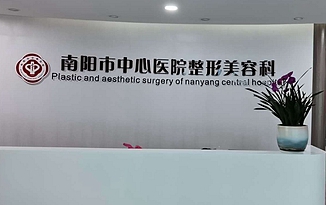 南阳市中心医院整形美容科
Plastic and aesthetic surgery of nanyang central hospital